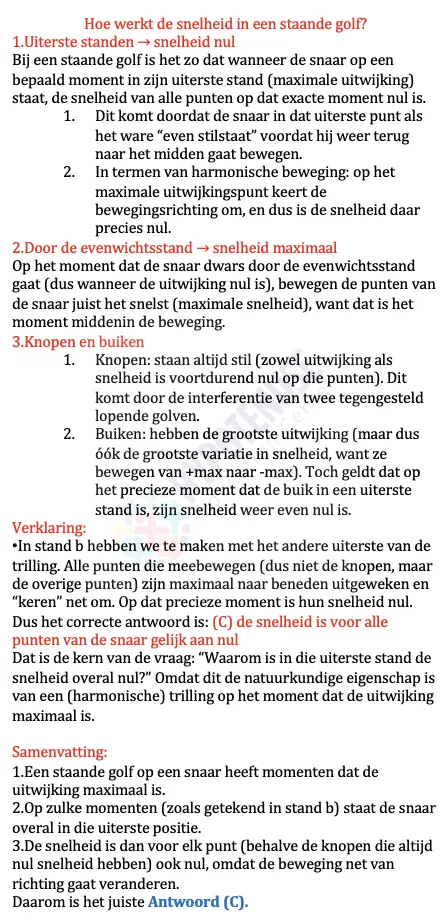 Hoe werkt de snelheid in een staande golf?
1.Uiterste standen → snelheid nul
Bij een staande golf is het zo dat wanneer de snaar op een
bepaald moment in zijn uiterste stand (maximale uitwijking)
staat, de snelheid van alle punten op dat exacte moment nul is.
1. Dit komt doordat de snaar in dat uiterste punt als
het ware “even stilstaat” voordat hij weer terug
naar het midden gaat bewegen.
2. In termen van harmonische beweging: op het
maximale uitwijkingspunt keert de
bewegingsrichting om, en dus is de snelheid daar
precies nul.
2.Door de evenwichtsstand → snelheid maximaal
Op het moment dat de snaar dwars door de evenwichtsstand
gaat (dus wanneer de uitwijking nul is), bewegen de punten van
de snaar juist het snelst (maximale snelheid), want dat is het
moment middenin de beweging.
3.Knopen en buiken
1. Knopen: staan altijd stil (zowel uitwijking als
snelheid is voortdurend nul op die punten). Dit
komt door de interferentie van twee tegengesteld
lopende golven.
2. Buiken: hebben de grootste uitwijking (maar dus
óók de grootste variatie in snelheid, want ze
bewegen van +max naar -max). Toch geldt dat op
het precieze moment dat de buik in een uiterste
stand is, zijn snelheid weer even nul is.
Verklaring:
•In stand b hebben we te maken met het andere uiterste van de
trilling. Alle punten die meebewegen (dus niet de knopen, maar
de overige punten) zijn maximaal naar beneden uitgeweken en
“keren” net om. Op dat precieze moment is hun snelheid nul.
Dus het correcte antwoord is: (C) de snelheid is voor alle
punten van de snaar gelijk aan nul
Dat is de kern van de vraag: “Waarom is in die uiterste stand de
snelheid overal nul?” Omdat dit de natuurkundige eigenschap is
van een (harmonische) trilling op het moment dat de uitwijking
maximaal is.
Samenvatting:
1.Een staande golf op een snaar heeft momenten dat de
uitwijking maximaal is.
2.Op zulke momenten (zoals getekend in stand b) staat de snaar
overal in die uiterste positie.
3.De snelheid is dan voor elk punt (behalve de knopen die altijd
nul snelheid hebben) ook nul, omdat de beweging net van
richting gaat veranderen.
Daarom is het juiste Antwoord (C).